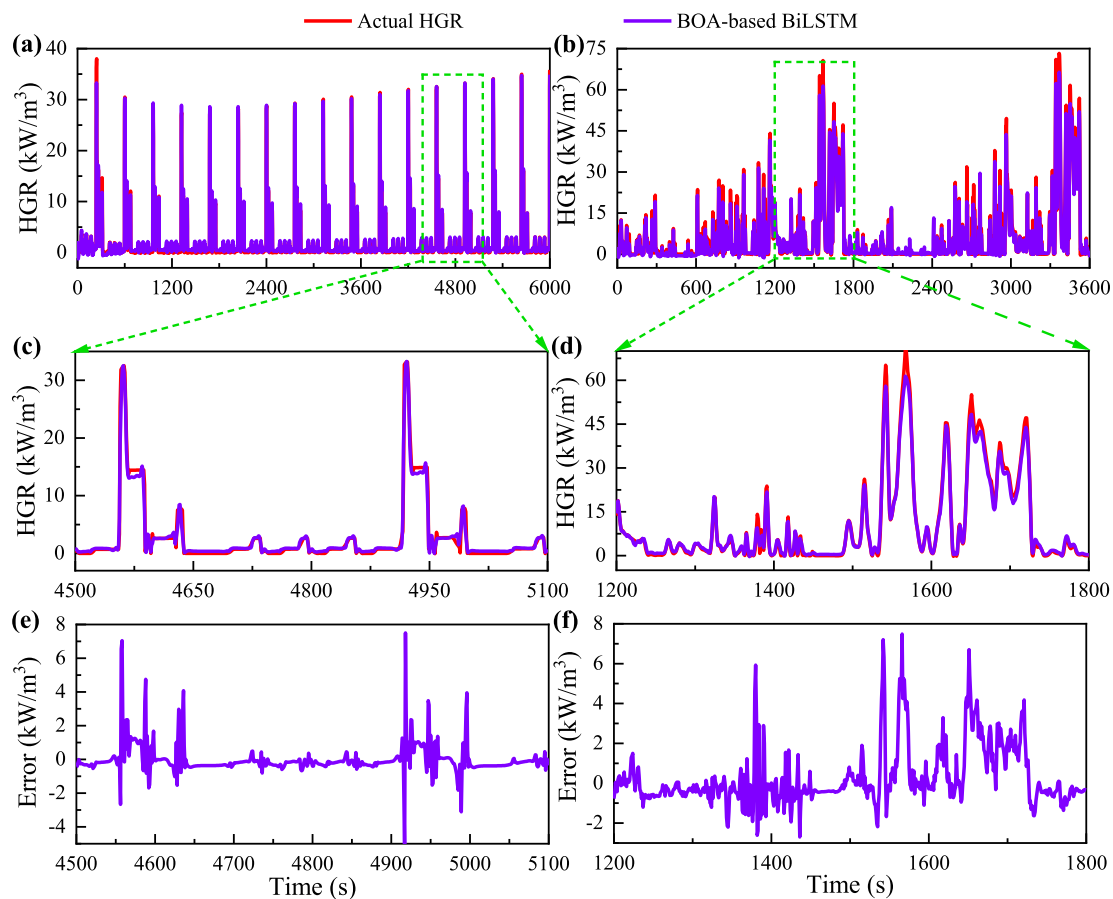 Actual HGR BOA-based BiLSTM
(a) (b)
40 30 20 10 0
HGR (kW/m³)
0 1200 2400 3600 4800 6000
75 60 45 30 15 0
HGR (kW/m³)
0 600 1200 1800 2400 3000 3600
(c) (d)
30 20 10 0
HGR (kW/m³)
4500 4650 4800 4950 5100
60 45 30 15 0
HGR (kW/m³)
1200 1400 1600 1800
(e) (f)
8 6 4 2 0 -2 -4
Error (kW/m³)
4500 4600 4700 4800 4900 5000 5100
Time (s)
8 6 4 2 0 -2
Error (kW/m³)
1200 1400 1600 1800
Time (s)